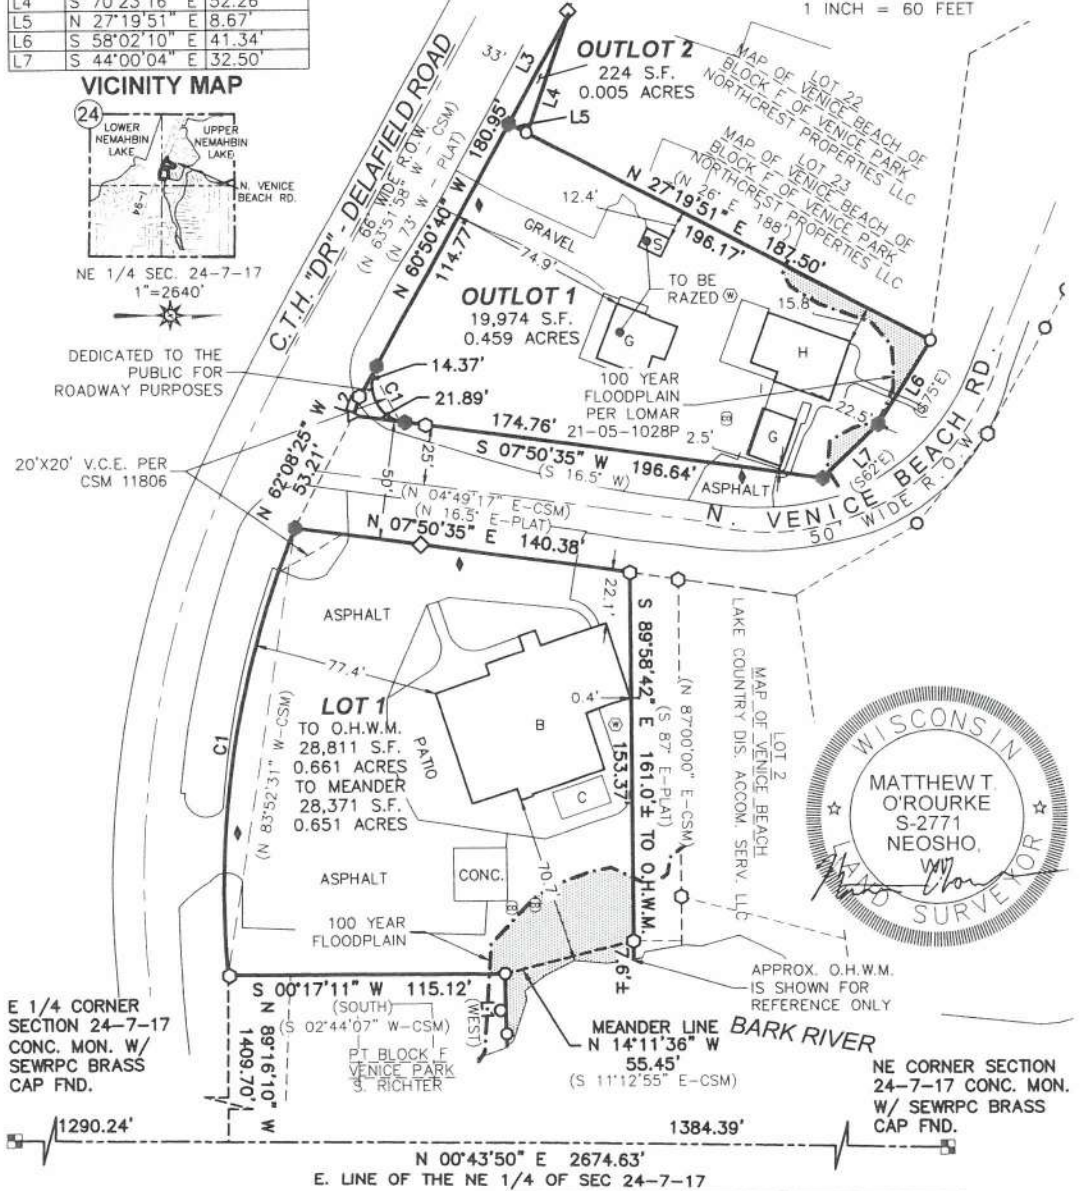 L4 S 70°23'16" E 52.26'
L5 N 27°19'51" E 8.67'
L6 S 58°02'10" E 41.34'
L7 S 44°00'04" E 32.50'
1 INCH = 60 FEET
VICINITY MAP
24
LOWER
NEMAHBIN
LAKE
UPPER
NEMAHBIN
LAKE
N. VENICE
BEACH RD.
I-94
NE 1/4 SEC. 24-7-17
1"=2640'
DEDICATED TO THE
PUBLIC FOR
ROADWAY PURPOSES
20'X20' V.C.E. PER
CSM 11806
C.T.H. "DR" - DELAFIELD ROAD
66' WIDE R.O.W.
(N 63°51'58" W - CSM)
(N 73° W - PLAT)
33'
L3
L4
L5
OUTLOT 2
224 S.F.
0.005 ACRES
LOT 22
MAP OF VENICE BEACH OF
BLOCK F OF VENICE PARK
NORTHCREST PROPERTIES LLC
LOT 23
MAP OF VENICE BEACH OF
BLOCK F OF VENICE PARK
NORTHCREST PROPERTIES LLC
N 60°50'40" W 180.95'
114.77'
N 27°19'51" E 187.50'
(N 26° E 188')
196.17'
12.4'
S
GRAVEL
74.9'
OUTLOT 1
19,974 S.F.
0.459 ACRES
TO BE
RAZED
W
G
H
15.8'
100 YEAR
FLOODPLAIN
PER LOMAR
21-05-1028P
2.5'
G
22.5'
L6
(S 75°E)
L7
(S62°E)
14.37'
C1
21.89'
L2
N 62°08'25" W
53.21'
174.76'
S 07°50'35" W 196.64'
(S 16.5° W)
ASPHALT
25'
50'
N. VENICE BEACH RD.
50' WIDE R.O.W.
(N 04°49'17" E-CSM)
(N 16.5° E-PLAT)
N 07°50'35" E 140.38'
ASPHALT
22.1'
77.4'
LOT 1
TO O.H.W.M.
28,811 S.F.
0.661 ACRES
TO MEANDER
28,371 S.F.
0.651 ACRES
PATIO
B
0.4'
W
C
C1
(N 83°52'31" W-CSM)
S 89°58'42" E 161.0'± TO O.H.W.M.
153.37'
(S 87° E-PLAT)
(N 87°00'00" E-CSM)
LOT 2
MAP OF VENICE BEACH
LAKE COUNTRY DIS. ACCOM. SERV. LLC
WISCONSIN
MATTHEW T.
O'ROURKE
S-2771
NEOSHO,
WI
LAND SURVEYOR
ASPHALT
CONC.
70.7'
100 YEAR
FLOODPLAIN
7.6'±
APPROX. O.H.W.M.
IS SHOWN FOR
REFERENCE ONLY
S 00°17'11" W 115.12'
(SOUTH)
(S 02°44'07" W-CSM)
(WEST)
PT BLOCK F
VENICE PARK
S. RICHTER
MEANDER LINE
N 14°11'36" W
55.45'
(S 11°12'55" E-CSM)
BARK RIVER
E 1/4 CORNER
SECTION 24-7-17
CONC. MON. W/
SEWRPC BRASS
CAP FND.
N 89°16'10" W
1409.70'
NE CORNER SECTION
24-7-17 CONC. MON.
W/ SEWRPC BRASS
CAP FND.
1290.24'
1384.39'
N 00°43'50" E 2674.63'
E. LINE OF THE NE 1/4 OF SEC 24-7-17